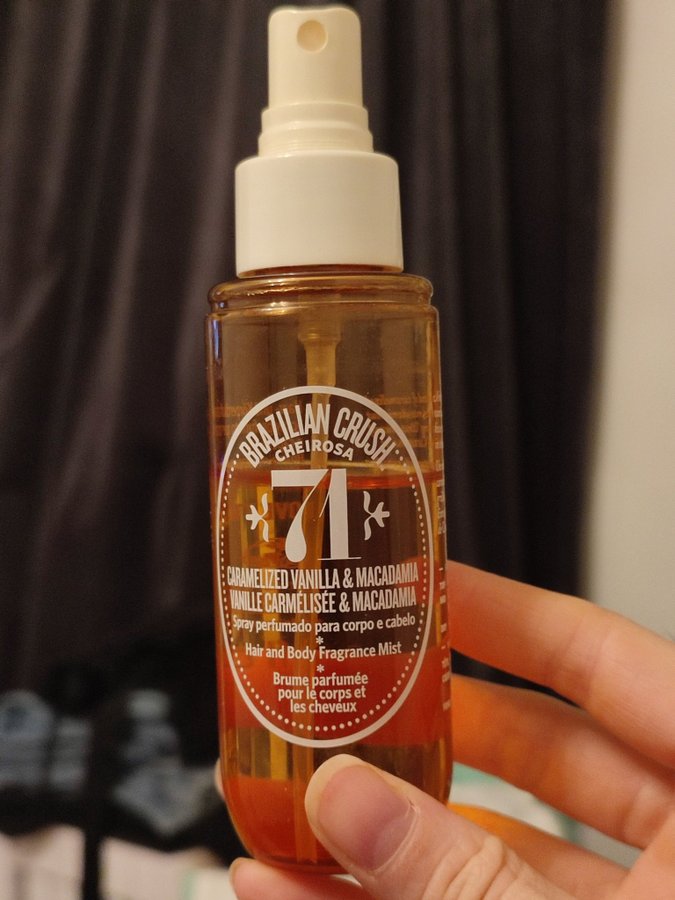 BRAZILIAN CRUSH
CHEIROSA
71
CARAMELIZED VANILLA & MACADAMIA
VANILLE CARMÉLISÉE & MACADAMIA
Spray perfumado para corpo e cabelo
*
Hair and Body Fragrance Mist
*
Brume parfumée
pour le corps et
les cheveux